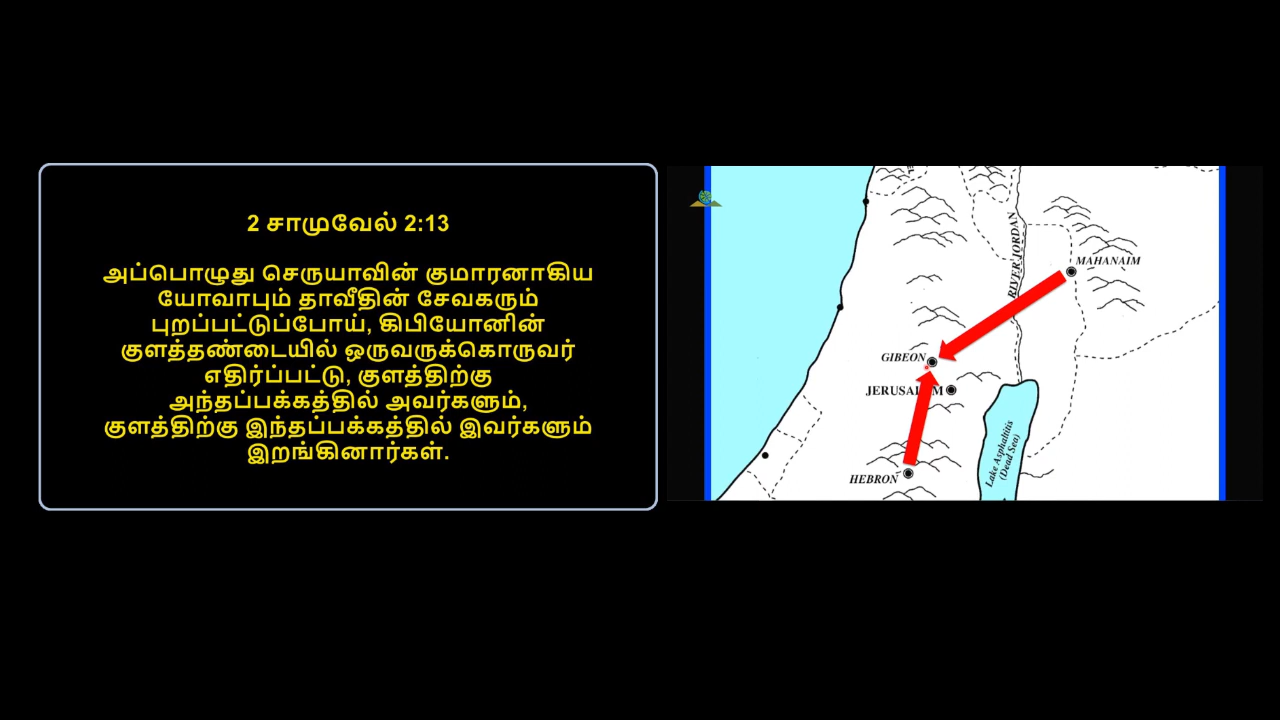 2 சாமுவேல் 2:13
அப்பொழுது செருயாவின் குமாரனாகிய
யோவாபும் தாவீதின் சேவகரும்
புறப்பட்டுப்போய், கிபியோனின்
குளத்தண்டையில் ஒருவருக்கொருவர்
எதிர்ப்பட்டு, குளத்திற்கு
அந்தப்பக்கத்தில் அவர்களும்,
குளத்திற்கு இந்தப்பக்கத்தில் இவர்களும்
இறங்கினார்கள்.
RIVER JORDAN
MAHANAIM
GIBEON
JERUSALEM
HEBRON
Lake Asphaltitis
(Dead Sea)